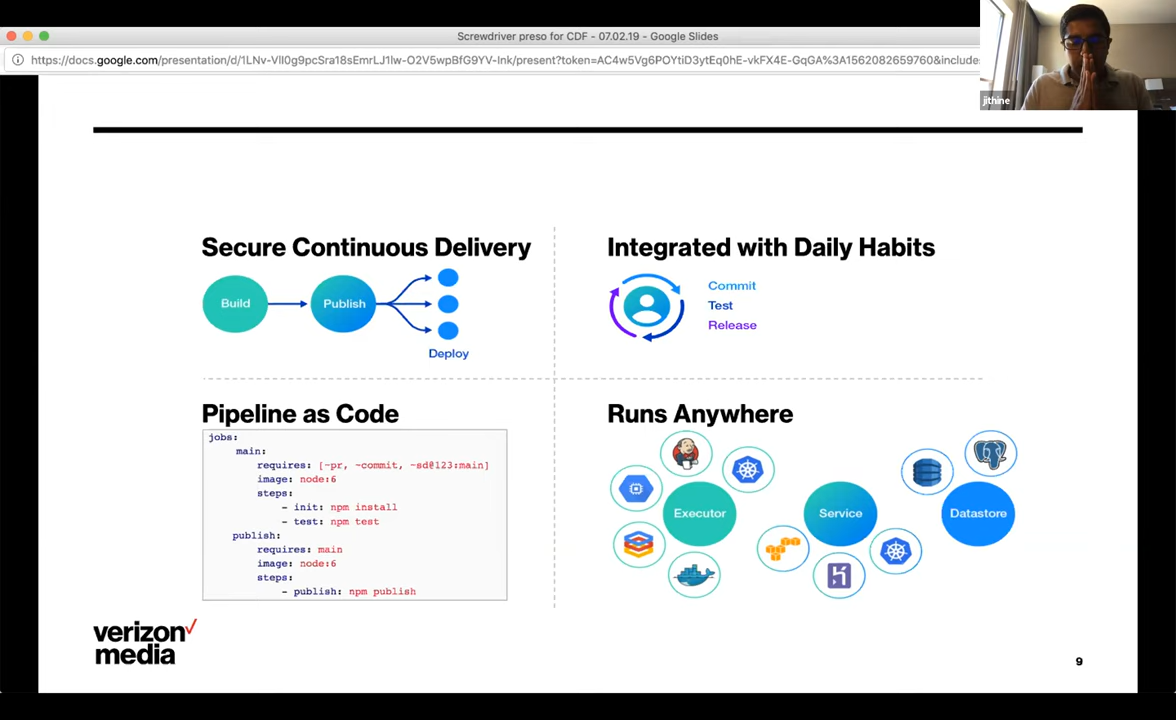 Screwdriver preso for CDF - 07.02.19 - Google Slides
jithine
Secure Continuous Delivery
Build
Publish
Deploy
Integrated with Daily Habits
Commit
Test
Release
Pipeline as Code
jobs:
main:
requires: [~pr, ~commit, ~sd@123:main]
image: node:6
steps:
- init: npm install
- test: npm test
publish:
requires: main
image: node:6
steps:
- publish: npm publish
Runs Anywhere
Executor
Service
Datastore
verizon✓
media
9